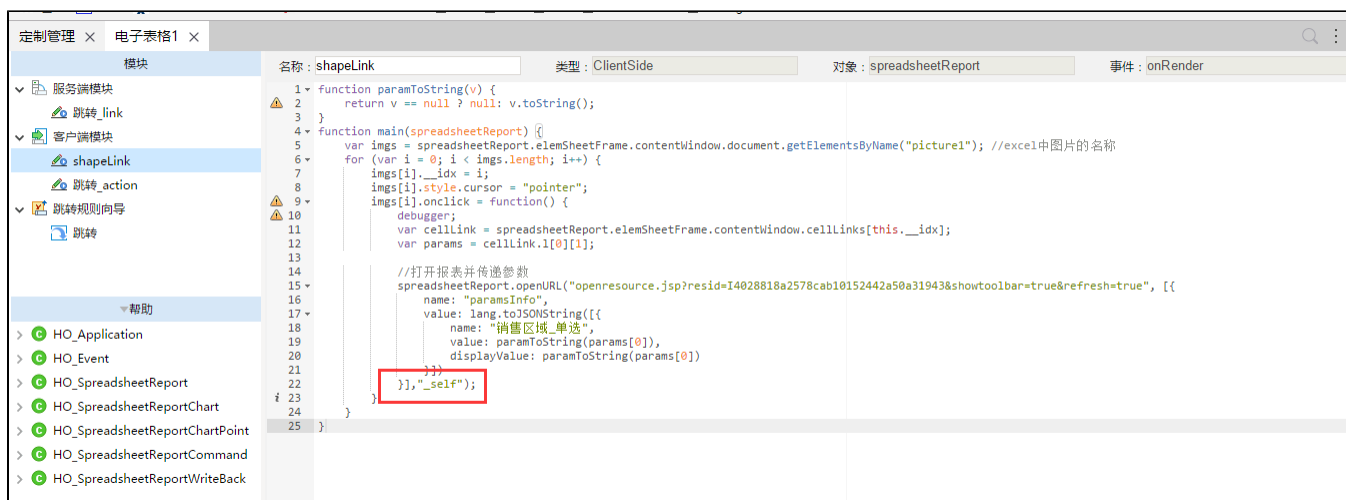 定制管理 × 电子表格1 ×
模块
名称： shapeLink 类型： ClientSide 对象： spreadsheetReport 事件： onRender
服务端模块
跳转_link
客户端模块
shapeLink
跳转_action
跳转规则向导
跳转
帮助
HO_Application
HO_Event
HO_SpreadsheetReport
HO_SpreadsheetReportChart
HO_SpreadsheetReportChartPoint
HO_SpreadsheetReportCommand
HO_SpreadsheetReportWriteBack
1 function paramToString(v) {
2     return v == null ? null: v.toString();
3 }
4 function main(spreadsheetReport) {
5     var imgs = spreadsheetReport.elemSheetFrame.contentWindow.document.getElementsByName("picture1"); //excel中图片的名称
6     for (var i = 0; i < imgs.length; i++) {
7         imgs[i].__idx = i;
8         imgs[i].style.cursor = "pointer";
9         imgs[i].onclick = function() {
10             debugger;
11             var cellLink = spreadsheetReport.elemSheetFrame.contentWindow.cellLinks[this.__idx];
12             var params = cellLink.l[0][1];
13
14             //打开报表并传递参数
15             spreadsheetReport.openURL("openresource.jsp?resid=I4028818a2578cab10152442a50a31943&showtoolbar=true&refresh=true", [{
16                 name: "paramsInfo",
17                 value: lang.toJSONString([{
18                     name: "销售区域_单选",
19                     value: paramToString(params[0]),
20                     displayValue: paramToString(params[0])
21                 }])
22             }],"_self");
23         }
24     }
25 }